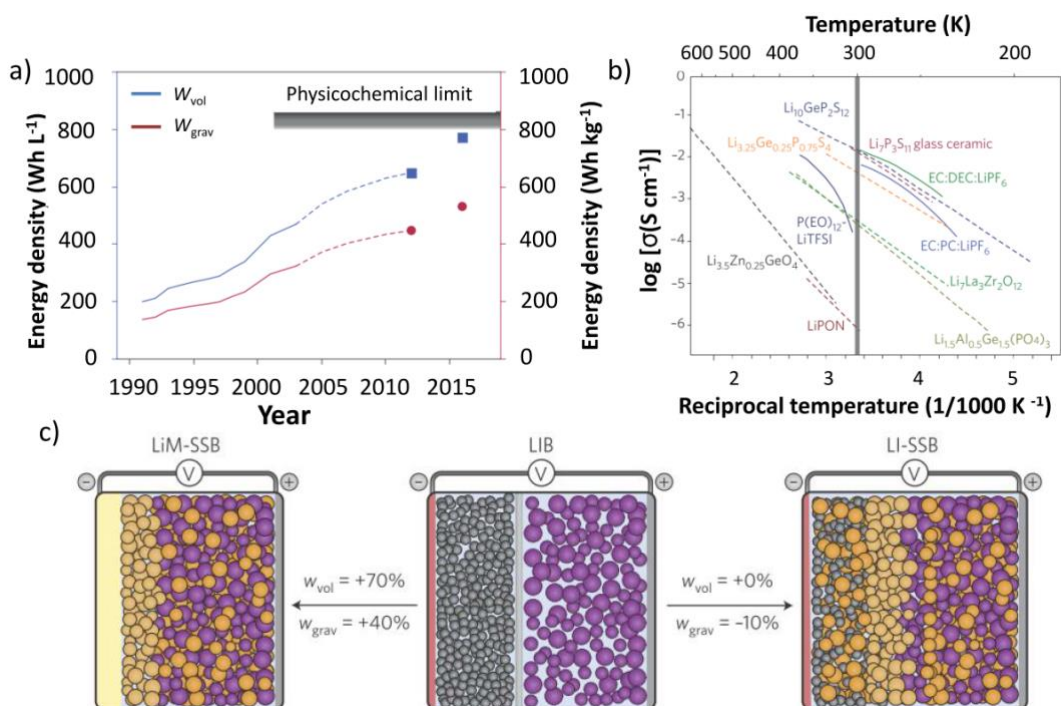 a)
1000
800
600
400
200
0
Energy density (Wh L⁻¹)
W_vol
W_grav
Physicochemical limit
1000
800
600
400
200
0
Energy density (Wh kg⁻¹)
1990 1995 2000 2005 2010 2015
Year
b)
Temperature (K)
600 500 400 300 200
0
-1
-2
-3
-4
-5
-6
log [σ(S cm⁻¹)]
Li₁₀GeP₂S₁₂
Li₃.₂₅Ge₀.₂₅P₀.₇₅S₄
Li₇P₃S₁₁ glass ceramic
EC:DEC:LiPF₆
P(EO)₁₂-
LiTFSI
EC:PC:LiPF₆
Li₃.₅Zn₀.₂₅GeO₄
Li₇La₃Zr₂O₁₂
LiPON
Li₁.₅Al₀.₅Ge₁.₅(PO₄)₃
2 3 4 5
Reciprocal temperature (1/1000 K ⁻¹)
c)
LiM-SSB
− V +
LIB
− V +
LI-SSB
− V +
w_vol = +70%
w_grav = +40%
w_vol = +0%
w_grav = -10%